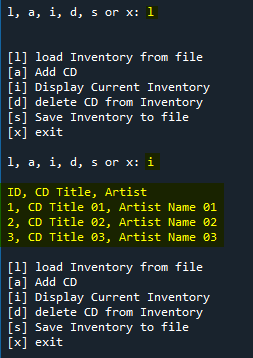 l, a, i, d, s or x: l
[l] load Inventory from file
[a] Add CD
[i] Display Current Inventory
[d] delete CD from Inventory
[s] Save Inventory to file
[x] exit
l, a, i, d, s or x: i
ID, CD Title, Artist
1, CD Title 01, Artist Name 01
2, CD Title 02, Artist Name 02
3, CD Title 03, Artist Name 03
[l] load Inventory from file
[a] Add CD
[i] Display Current Inventory
[d] delete CD from Inventory
[s] Save Inventory to file
[x] exit